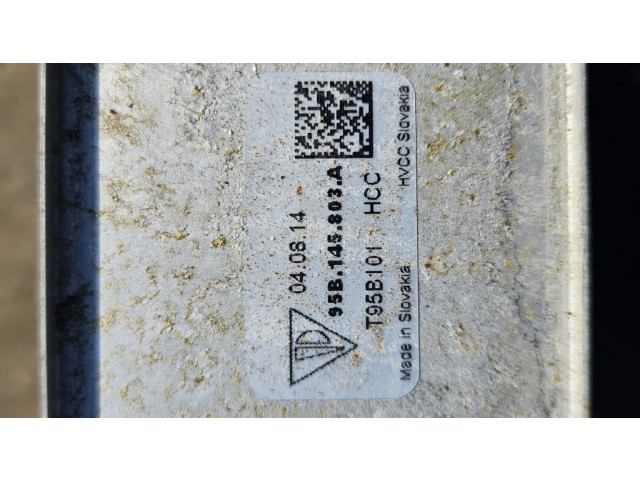 04.08.14
95B.145.803.A
T95B101 HCC
Made in Slovakia HVCC Slovakia